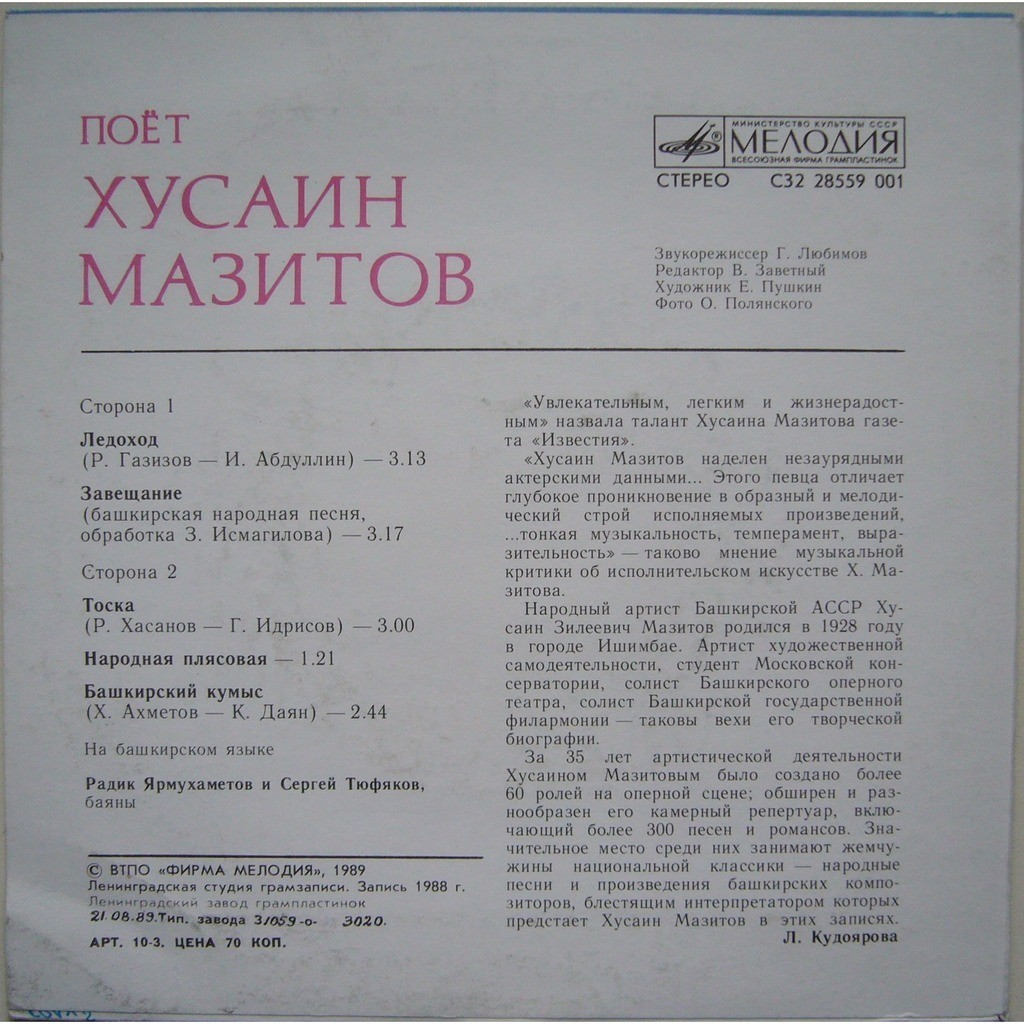 ПОЁТ
ХУСАИН
МАЗИТОВ
МИНИСТЕРСТВО КУЛЬТУРЫ СССР
МЕЛОДИЯ
ВСЕСОЮЗНАЯ ФИРМА ГРАМПЛАСТИНОК
СТЕРЕО С32 28559 001
Звукорежиссер Г. Любимов
Редактор В. Заветный
Художник Е. Пушкин
Фото О. Полянского
Сторона 1
Ледоход
(Р. Газизов — И. Абдуллин) — 3.13
Завещание
(башкирская народная песня,
обработка З. Исмагилова) — 3.17
Сторона 2
Тоска
(Р. Хасанов — Г. Идрисов) — 3.00
Народная плясовая — 1.21
Башкирский кумыс
(Х. Ахметов — К. Даян) — 2.44
На башкирском языке
Радик Ярмухаметов и Сергей Тюфяков,
баяны
© ВТПО «ФИРМА МЕЛОДИЯ», 1989
Ленинградская студия грамзаписи. Запись 1988 г.
Ленинградский завод грампластинок
21.08.89. Тип. завода З/1059-о- 3020.
АРТ. 10-3. ЦЕНА 70 КОП.
«Увлекательным, легким и жизнерадост-
ным» назвала талант Хусаина Мазитова газе-
та «Известия».
«Хусаин Мазитов наделен незаурядными
актерскими данными... Этого певца отличает
глубокое проникновение в образный и мелоди-
ческий строй исполняемых произведений,
...тонкая музыкальность, темперамент, выра-
зительность» — таково мнение музыкальной
критики об исполнительском искусстве Х. Ма-
зитова.
Народный артист Башкирской АССР Ху-
саин Зилеевич Мазитов родился в 1928 году
в городе Ишимбае. Артист художественной
самодеятельности, студент Московской кон-
серватории, солист Башкирского оперного
театра, солист Башкирской государственной
филармонии — таковы вехи его творческой
биографии.
За 35 лет артистической деятельности
Хусаином Мазитовым было создано более
60 ролей на оперной сцене; обширен и раз-
нообразен его камерный репертуар, вклю-
чающий более 300 песен и романсов. Зна-
чительное место среди них занимают жемчу-
жины национальной классики — народные
песни и произведения башкирских компо-
зиторов, блестящим интерпретатором которых
предстает Хусаин Мазитов в этих записях.
Л. Кудоярова